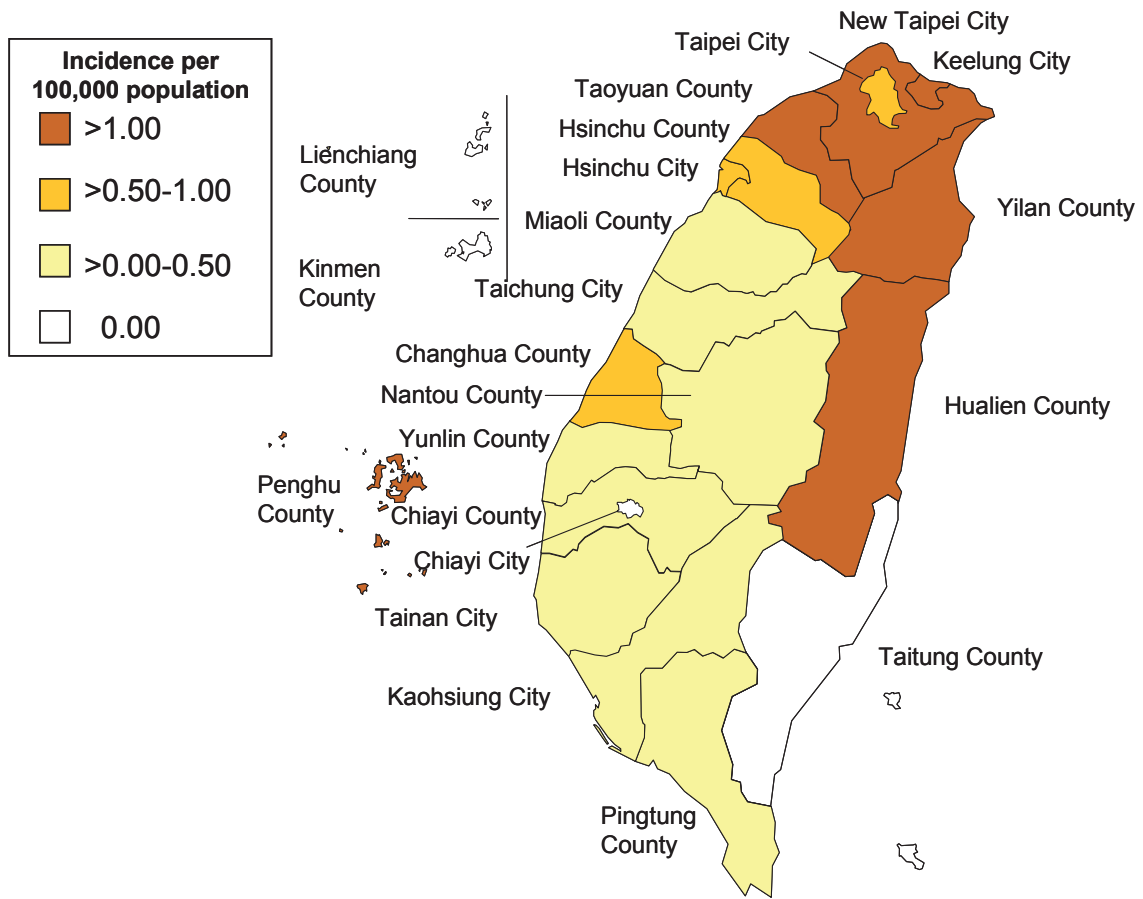 Incidence per
100,000 population
>1.00
>0.50-1.00
>0.00-0.50
0.00
New Taipei City
Taipei City
Keelung City
Taoyuan County
Hsinchu County
Hsinchu City
Lienchiang
County
Miaoli County
Yilan County
Kinmen
County
Taichung City
Changhua County
Nantou County
Hualien County
Yunlin County
Penghu
County
Chiayi County
Chiayi City
Tainan City
Taitung County
Kaohsiung City
Pingtung
County